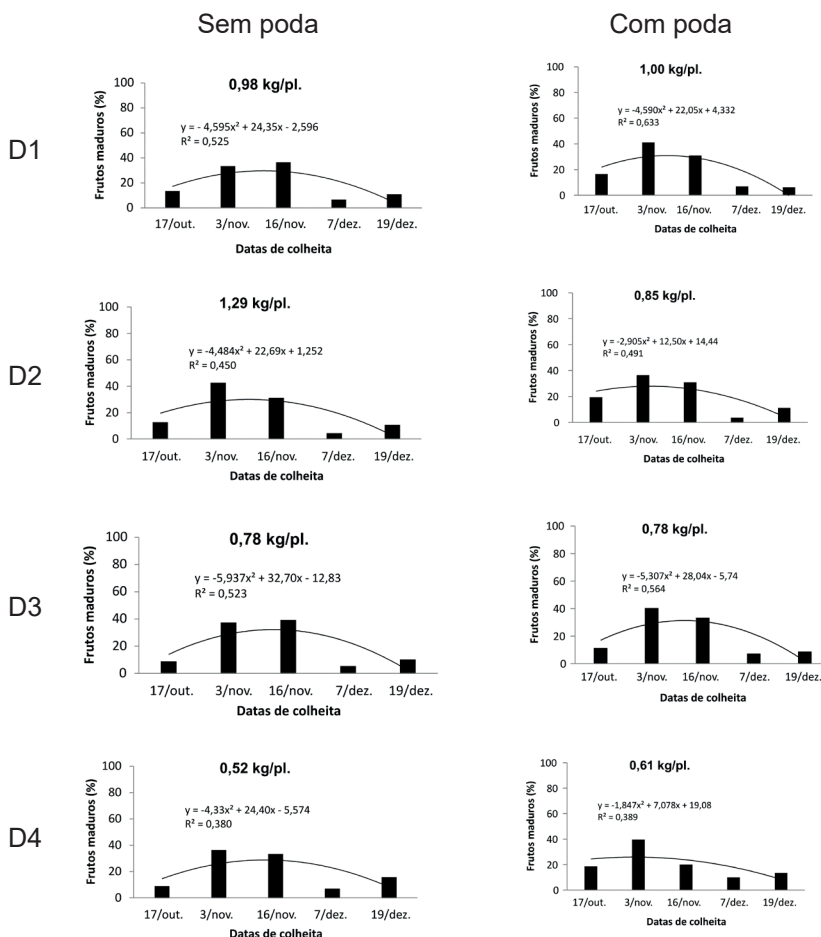 Sem poda
Com poda
D1
0,98 kg/pl.
Frutos maduros (%)
100
80
60
40
20
0
y = - 4,595x² + 24,35x - 2,596
R² = 0,525
17/out. 3/nov. 16/nov. 7/dez. 19/dez.
Datas de colheita
1,00 kg/pl.
Frutos maduros (%)
100
80
60
40
20
0
y = -4,590x² + 22,05x + 4,332
R² = 0,633
17/out. 3/nov. 16/nov. 7/dez. 19/dez.
Datas de colheita
D2
1,29 kg/pl.
Frutos maduros (%)
100
80
60
40
20
0
y = -4,484x² + 22,69x + 1,252
R² = 0,450
17/out. 3/nov. 16/nov. 7/dez. 19/dez.
Datas de colheita
0,85 kg/pl.
Frutos maduros (%)
100
80
60
40
20
0
y = -2,905x² + 12,50x + 14,44
R² = 0,491
17/out. 3/nov. 16/nov. 7/dez. 19/dez.
Datas de colheita
D3
0,78 kg/pl.
Frutos maduros (%)
100
80
60
40
20
0
y = -5,937x² + 32,70x - 12,83
R² = 0,523
17/out. 3/nov. 16/nov. 7/dez. 19/dez.
Datas de colheita
0,78 kg/pl.
Frutos maduros (%)
100
80
60
40
20
0
y = -5,307x² + 28,04x - 5,74
R² = 0,564
17/out. 3/nov. 16/nov. 7/dez. 19/dez.
Datas de colheita
D4
0,52 kg/pl.
Frutos maduros (%)
100
80
60
40
20
0
y = -4,33x² + 24,40x - 5,574
R² = 0,380
17/out. 3/nov. 16/nov. 7/dez. 19/dez.
Datas de colheita
0,61 kg/pl.
Frutos maduros (%)
100
80
60
40
20
0
y = -1,847x² + 7,078x + 19,08
R² = 0,389
17/out. 3/nov. 16/nov. 7/dez. 19/dez.
Datas de colheita